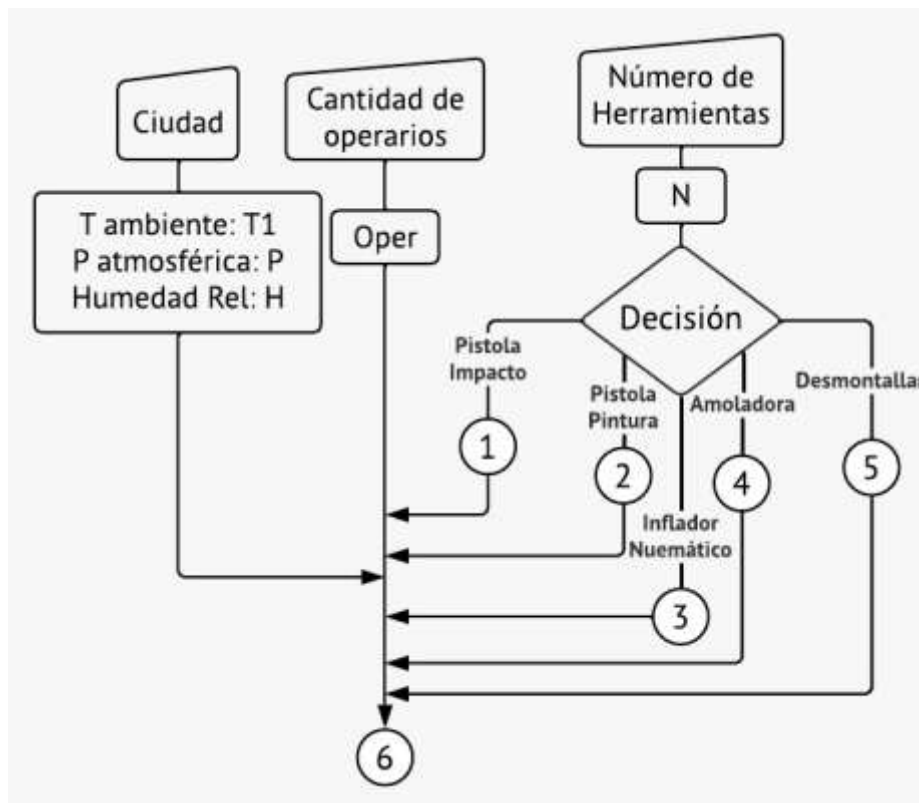 Ciudad
T ambiente: T1
P atmosférica: P
Humedad Rel: H
Cantidad de
operarios
Oper
Número de
Herramientas
N
Decisión
Pistola
Impacto
1
Pistola
Pintura
2
Inflador
Nuemático
3
Amoladora
4
Desmontallar
5
6